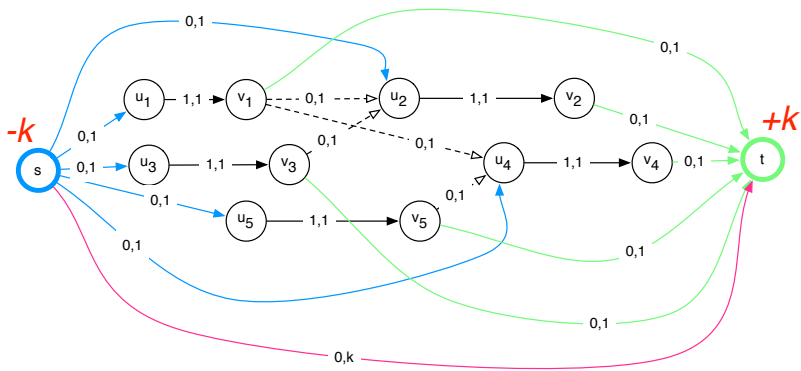 0,1
0,1
u1 1,1 v1 0,1 u2 1,1 v2
-k +k
0,1 0,1 0,1
s 0,1 u3 1,1 v3 0,1 u4 1,1 v4 0,1 t
0,1 0,1
u5 1,1 v5
0,1 0,1
0,1
0,k